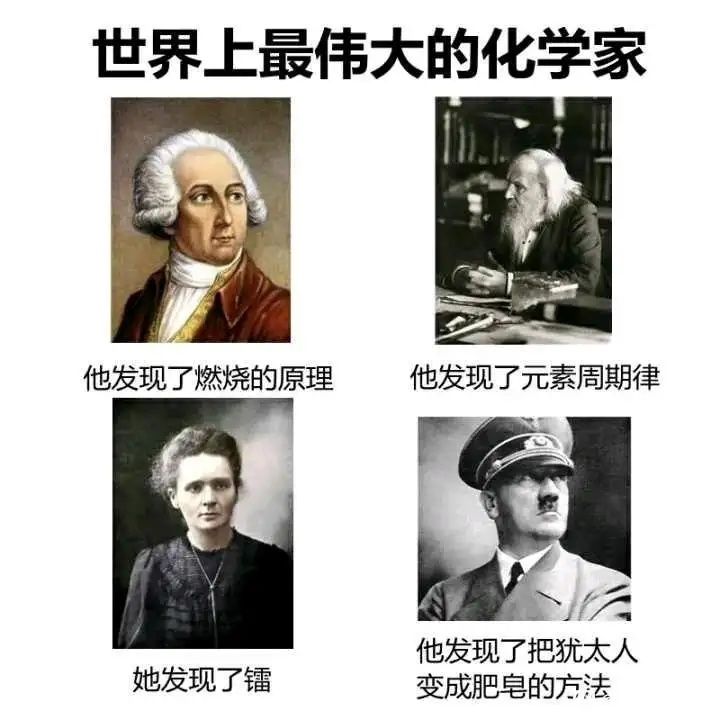 世界上最伟大的化学家
他发现了燃烧的原理
他发现了元素周期律
她发现了镭
他发现了把犹太人
变成肥皂的方法